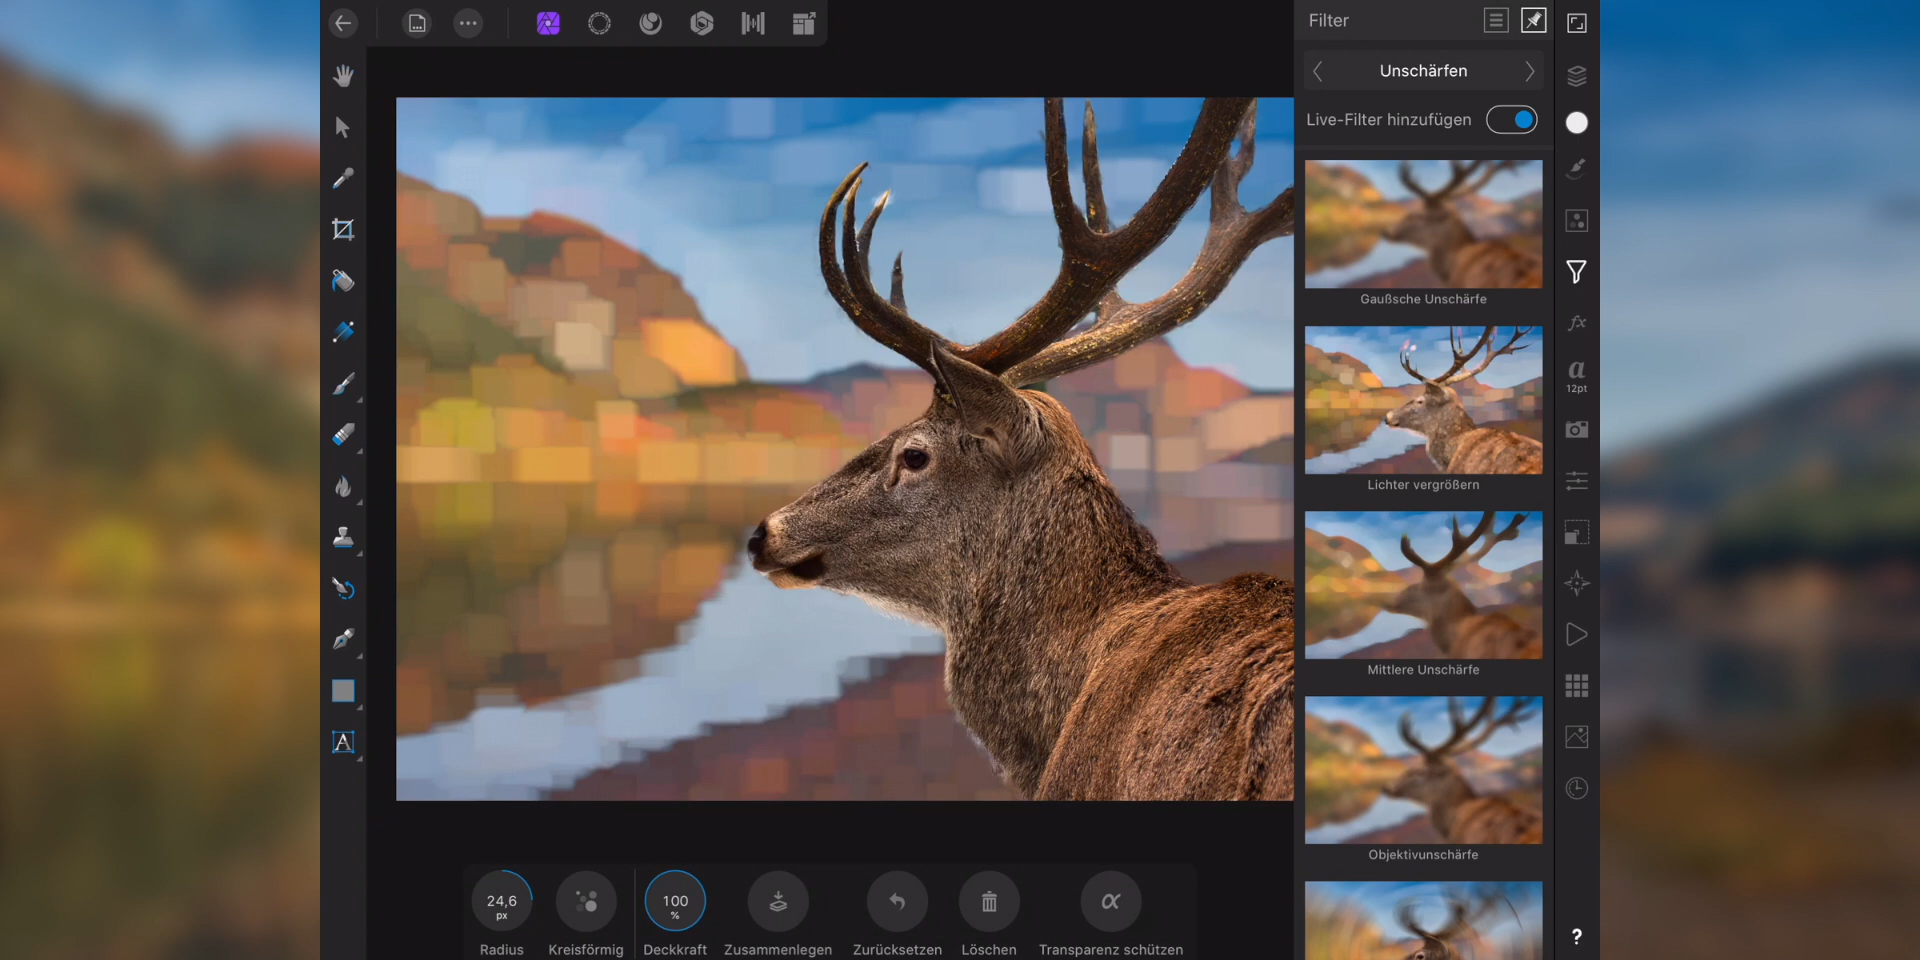 Filter
Unschärfen
Live-Filter hinzufügen
Gaußsche Unschärfe
Lichter vergrößern
Mittlere Unschärfe
Objektivunschärfe
fx
a
12pt
A
?
24,6
px
Radius
Kreisförmig
100
%
Deckkraft
Zusammenlegen
Zurücksetzen
Löschen
α
Transparenz schützen